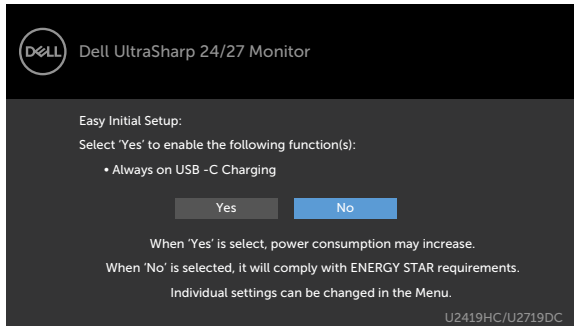 DELL
Dell UltraSharp 24/27 Monitor
Easy Initial Setup:
Select ‘Yes’ to enable the following function(s):
• Always on USB -C Charging
Yes
No
When ‘Yes’ is select, power consumption may increase.
When ‘No’ is selected, it will comply with ENERGY STAR requirements.
Individual settings can be changed in the Menu.
U2419HC/U2719DC